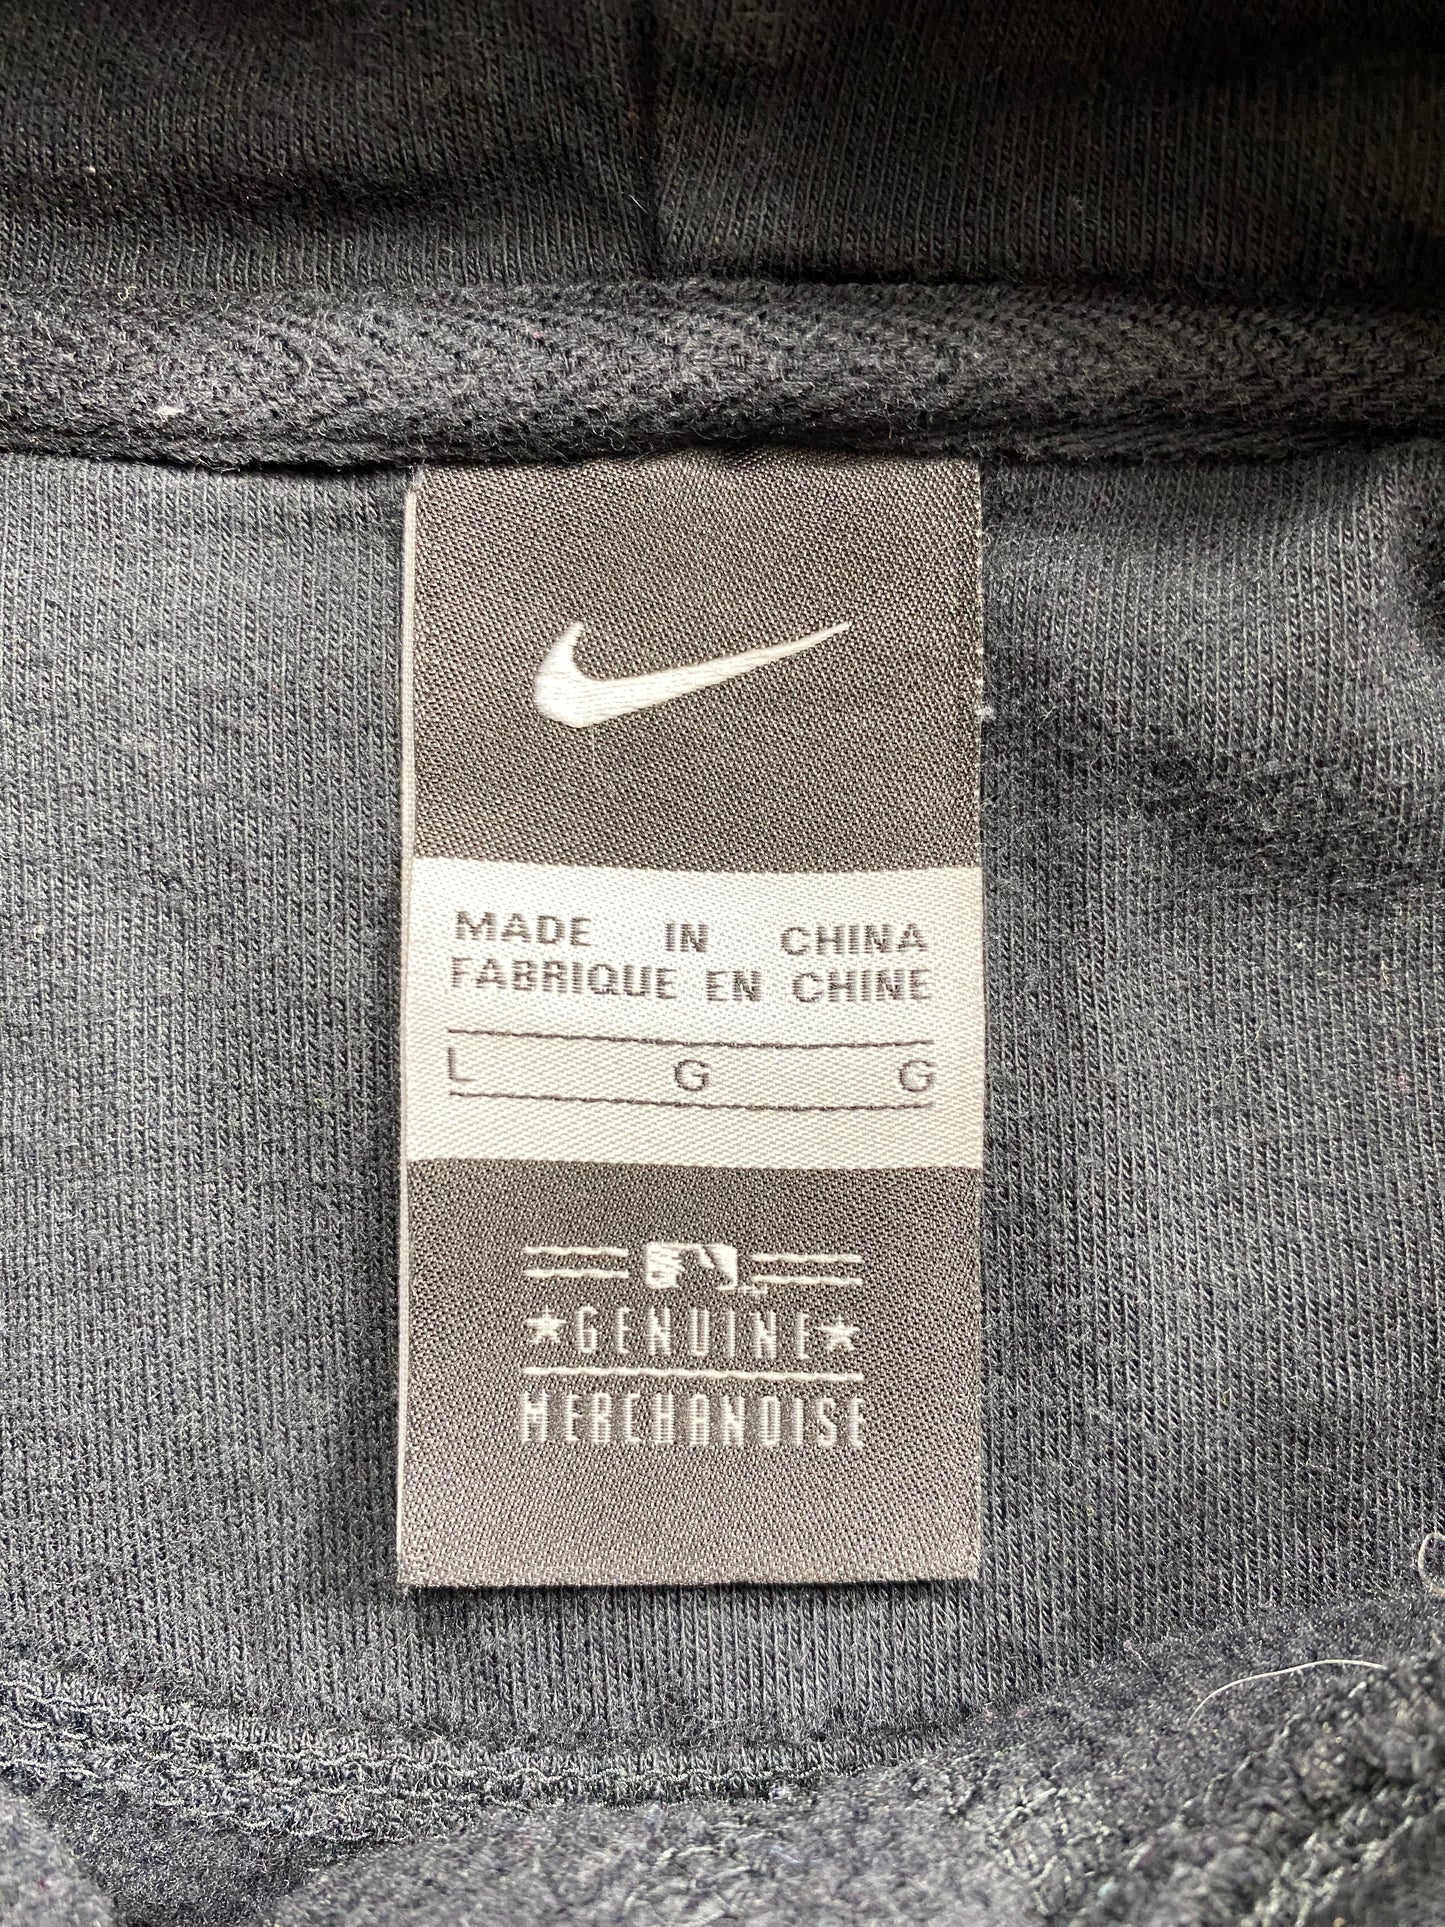 MADE IN CHINA
FABRIQUE EN CHINE
L G G
★GENUINE★
MERCHANDISE